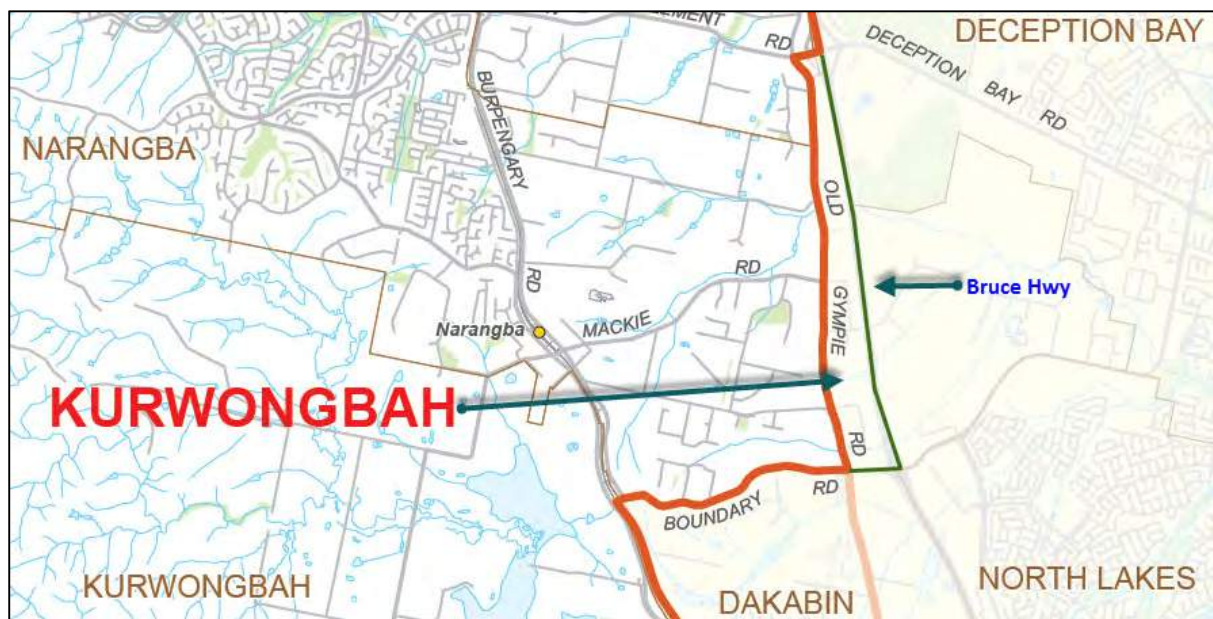 DECEPTION BAY
EMENT
RD
DECEPTION BAY RD
NARANGBA
BURPENGARY
RD
OLD
GYMPIE
RD
Bruce Hwy
RD
MACKIE
Narangba
KURWONGBAH
BOUNDARY
RD
KURWONGBAH
DAKABIN
NORTH LAKES